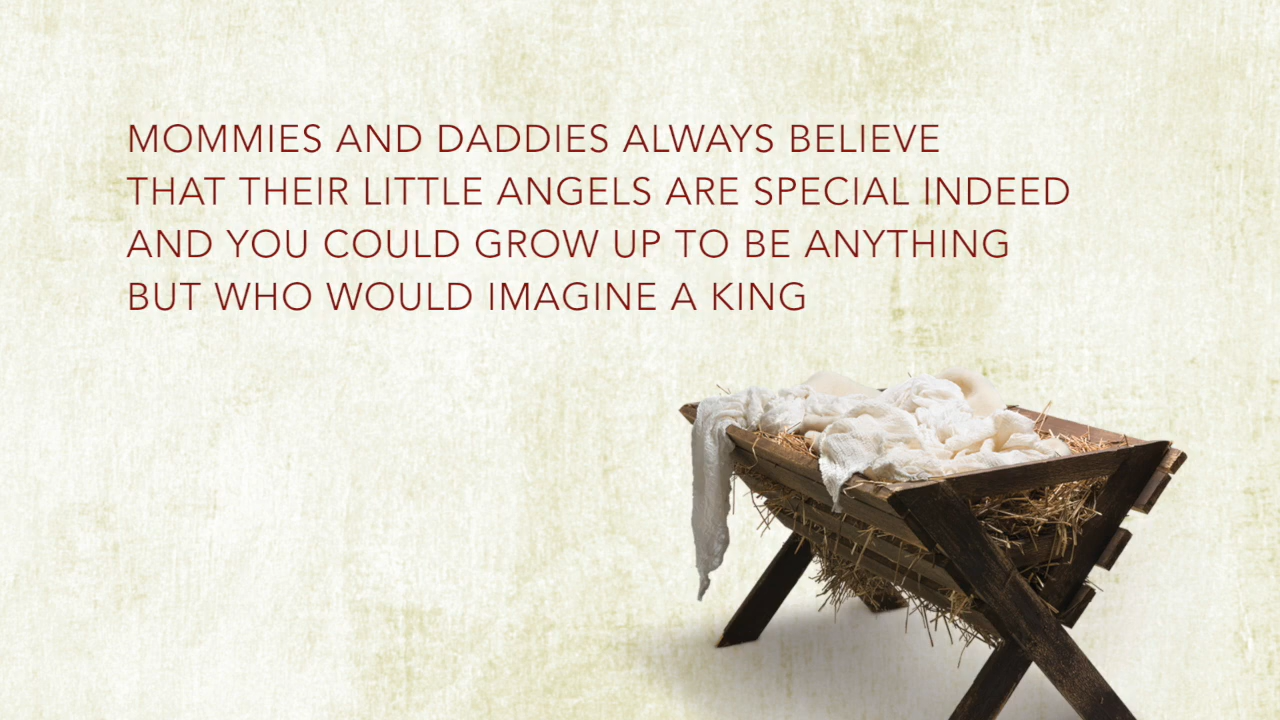 MOMMIES AND DADDIES ALWAYS BELIEVE
THAT THEIR LITTLE ANGELS ARE SPECIAL INDEED
AND YOU COULD GROW UP TO BE ANYTHING
BUT WHO WOULD IMAGINE A KING